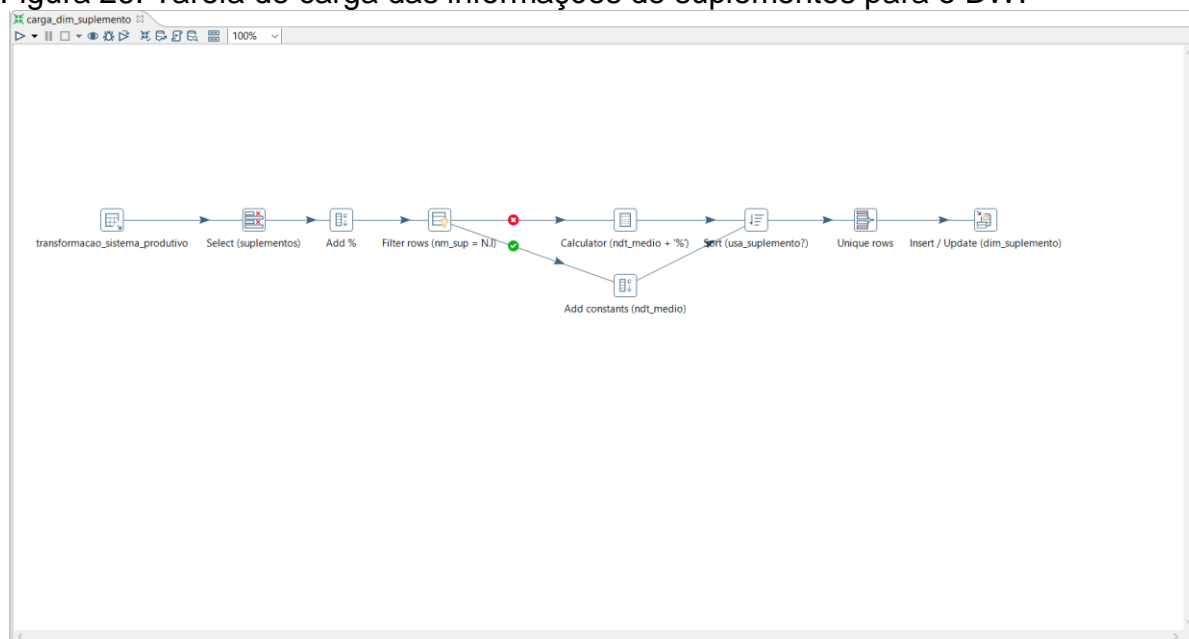 Figura 20. Tarefa de carga das informações de suplementos para o DW.
carga_dim_suplemento
100%
transformacao_sistema_produtivo
Select (suplementos)
Add %
Filter rows (nm_sup = NJ)
Calculator (ndt_medio + '%')
Sort (usa_suplemento?)
Unique rows
Insert / Update (dim_suplemento)
Add constants (ndt_medio)